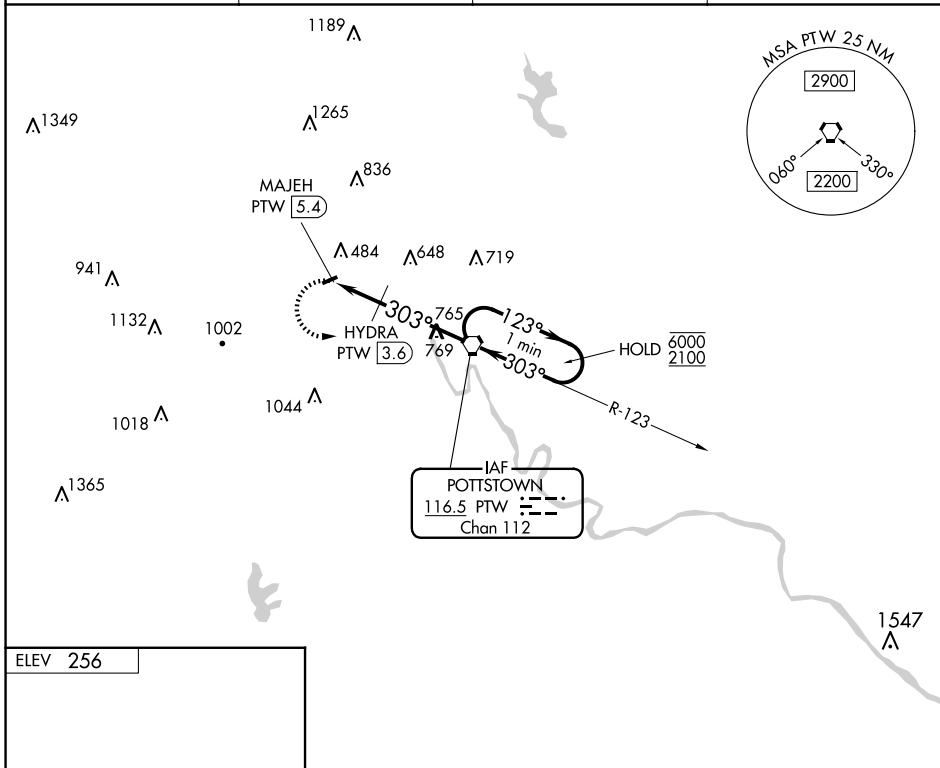 1189
MSA PTW 25 NM
2900
060°
330°
2200
1349
1265
836
MAJEH
PTW 5.4
484
648
719
941
1132
1002
303°
765
123°
1 min
303°
HYDRA
PTW 3.6
769
HOLD 6000
2100
1044
1018
R-123
1365
IAF
POTTSTOWN
116.5 PTW
Chan 112
1547
ELEV 256